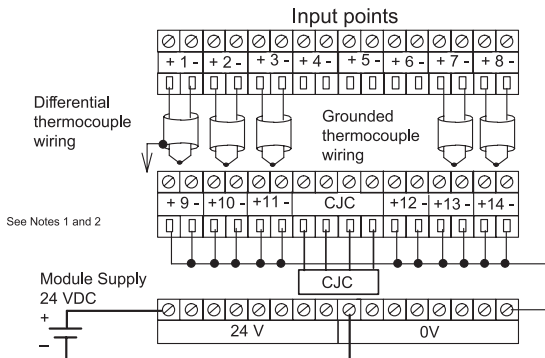 Input points
+ 1 - + 2 - + 3 - + 4 - + 5 - + 6 - + 7 - + 8 -
Differential
thermocouple
wiring
Grounded
thermocouple
wiring
+ 9 - +10 - +11 - CJC +12 - +13 - +14 -
See Notes 1 and 2
CJC
Module Supply
24 VDC
+
–
24 V 0V